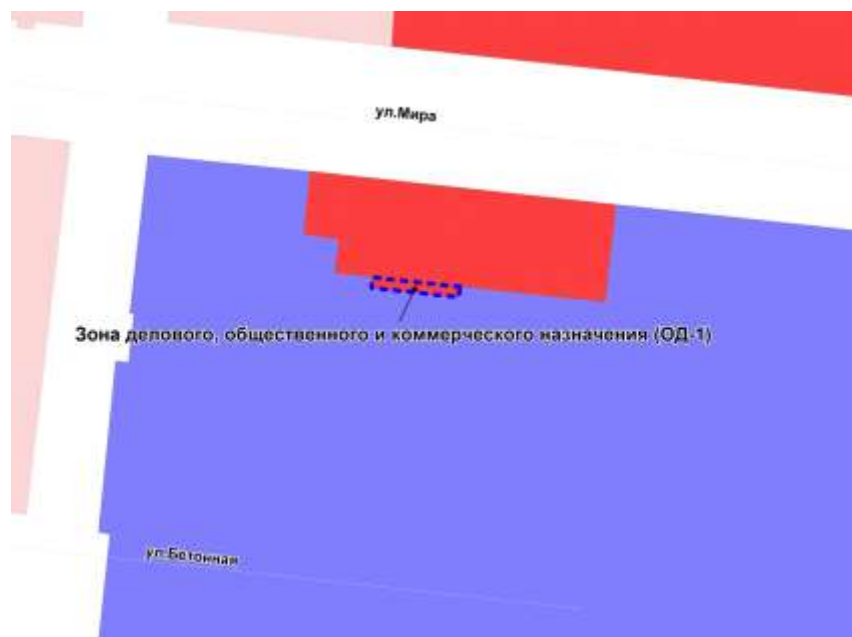 ул.Мира
Зона делового, общественного и коммерческого назначения (ОД-1)
ул.Бетонная